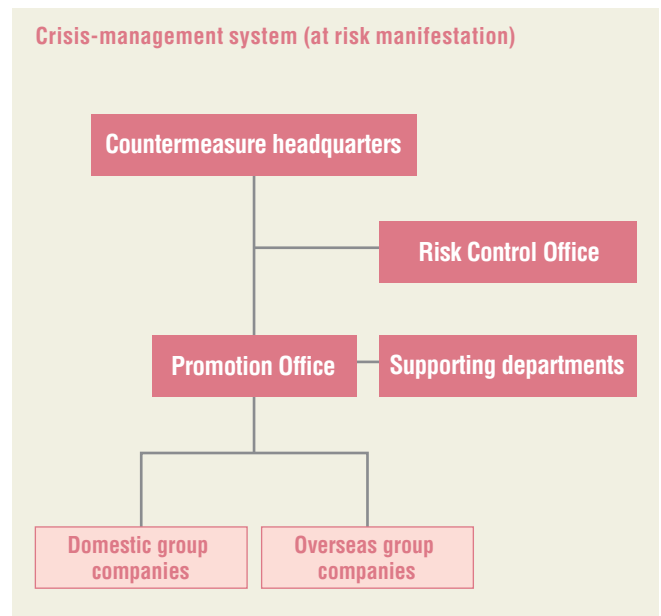 Crisis-management system (at risk manifestation)
Countermeasure headquarters
Risk Control Office
Promotion Office
Supporting departments
Domestic group
companies
Overseas group
companies